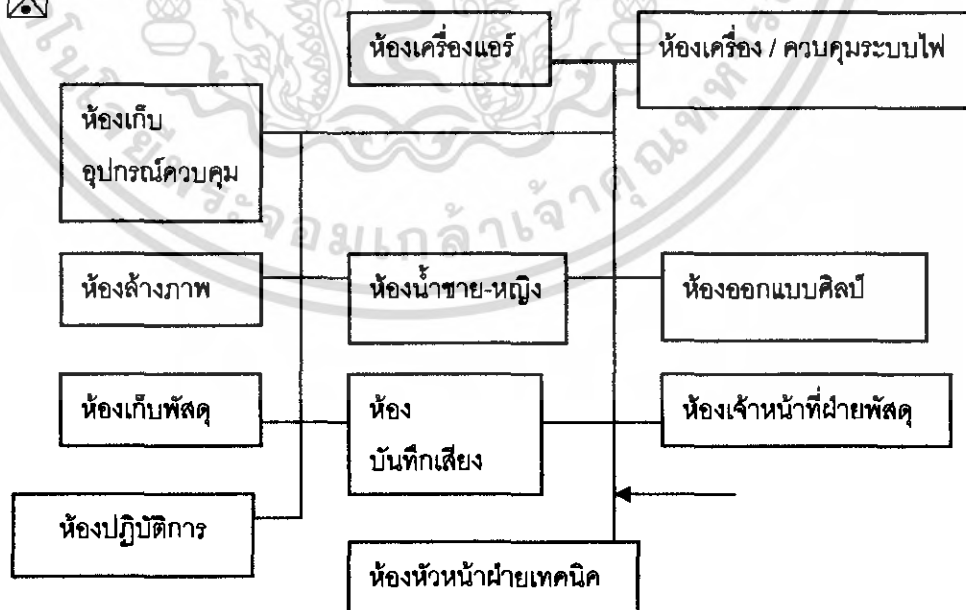 ห้องเครื่องแอร์
ห้องเครื่อง / ควบคุมระบบไฟ
ห้องเก็บ
อุปกรณ์ควบคุม
ห้องล้างภาพ
ห้องน้ำชาย-หญิง
ห้องออกแบบศิลป์
ห้องเก็บพัสดุ
ห้อง
บันทึกเสียง
ห้องเจ้าหน้าที่ฝ่ายพัสดุ
ห้องปฏิบัติการ
ห้องหัวหน้าฝ่ายเทคนิค